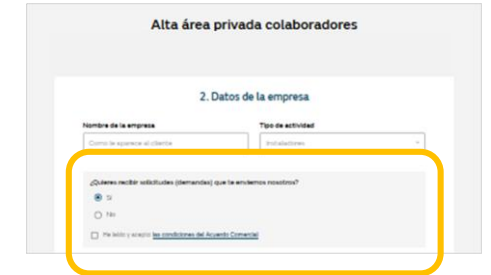 Alta área privada colaboradores
2. Datos de la empresa
Nombre de la empresa
Tipo de actividad
Como te aparece al cliente
Instaladores
¿Quieres recibir solicitudes (demandas) que te enviemos nosotros?
Sí
No
He leído y acepto las condiciones del Acuerdo Comercial